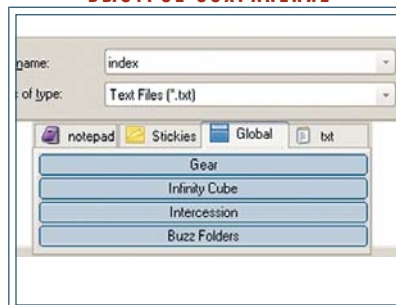 name: index
of type: Text Files (*.txt)
notepad Stickies Global txt
Gear
Infinity Cube
Intercession
Buzz Folders